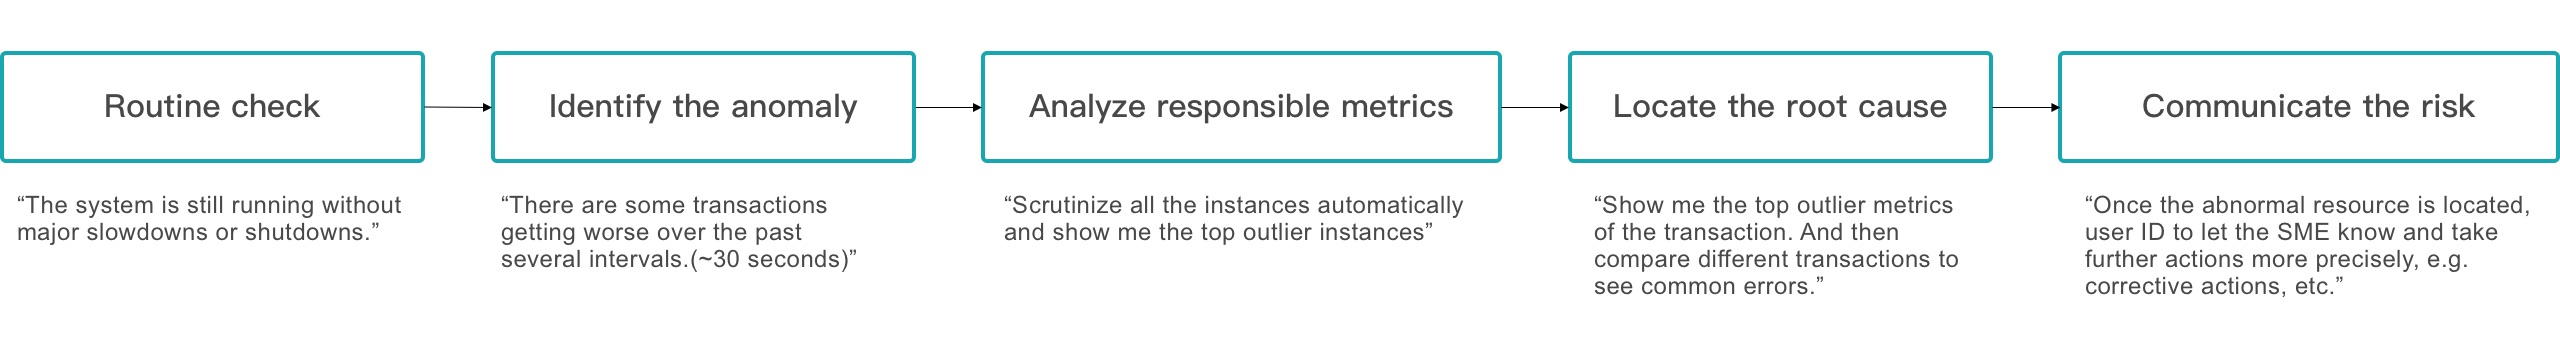 Routine check
Identify the anomaly
Analyze responsible metrics
Locate the root cause
Communicate the risk
“The system is still running without
major slowdowns or shutdowns.”
“There are some transactions
getting worse over the past
several intervals.(~30 seconds)”
“Scrutinize all the instances automatically
and show me the top outlier instances”
“Show me the top outlier metrics
of the transaction. And then
compare different transactions to
see common errors.”
“Once the abnormal resource is located,
user ID to let the SME know and take
further actions more precisely, e.g.
corrective actions, etc.”